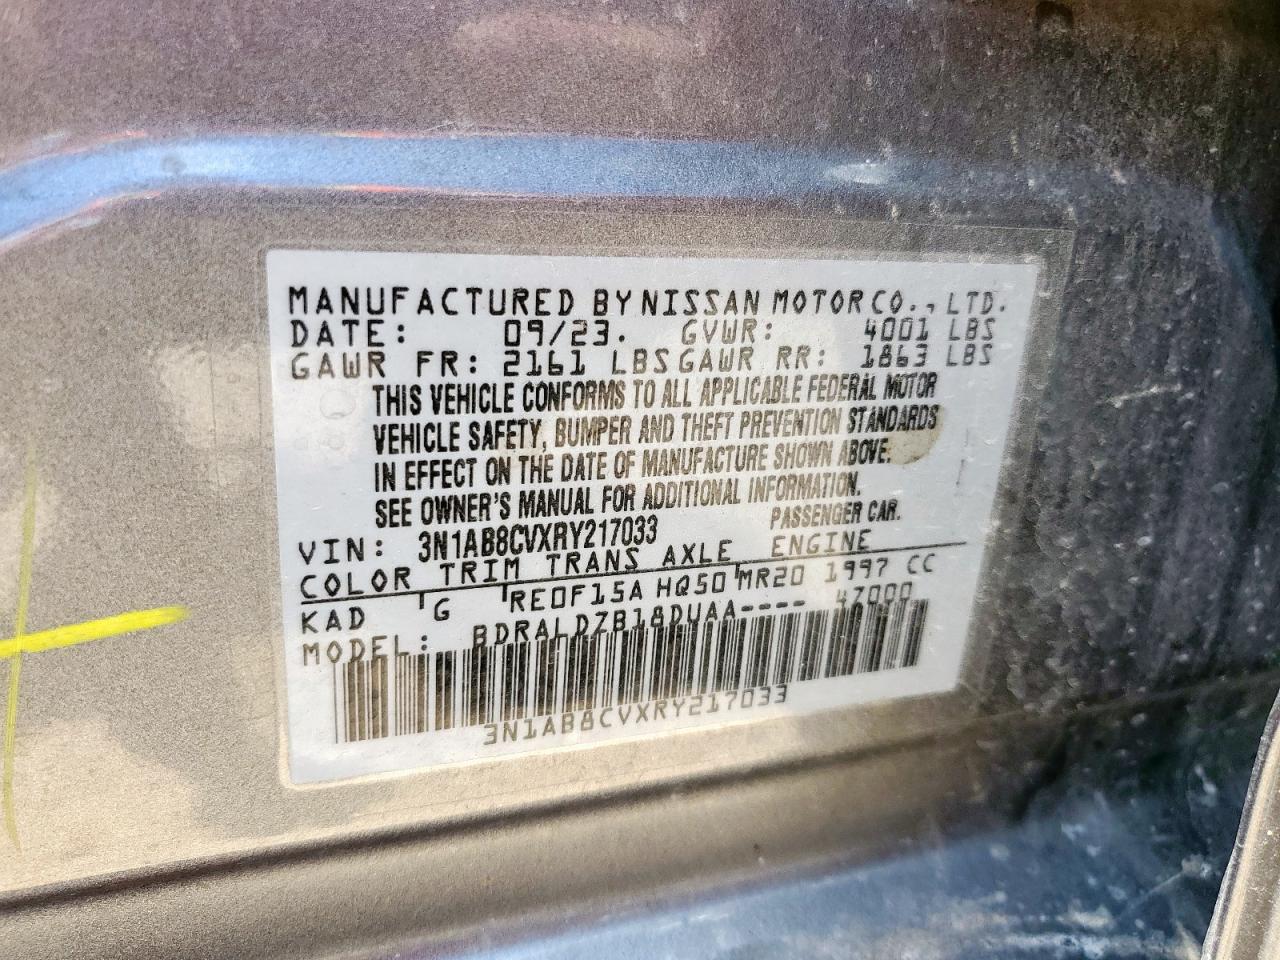 MANUFACTURED BY NISSAN MOTOR CO., LTD.
DATE: 09/23. GVWR: 4001 LBS
GAWR FR: 2161 LBS GAWR RR: 1863 LBS
THIS VEHICLE CONFORMS TO ALL APPLICABLE FEDERAL MOTOR
VEHICLE SAFETY, BUMPER AND THEFT PREVENTION STANDARDS
IN EFFECT ON THE DATE OF MANUFACTURE SHOWN ABOVE.
SEE OWNER'S MANUAL FOR ADDITIONAL INFORMATION.
VIN: 3N1AB8CVXRY217033 PASSENGER CAR.
COLOR TRIM TRANS AXLE ENGINE
KAD G RE0F15A HQ50 MR20 1997 CC
MODEL: BDRALDZB18DUAA---- 47000
3N1AB8CVXRY217033